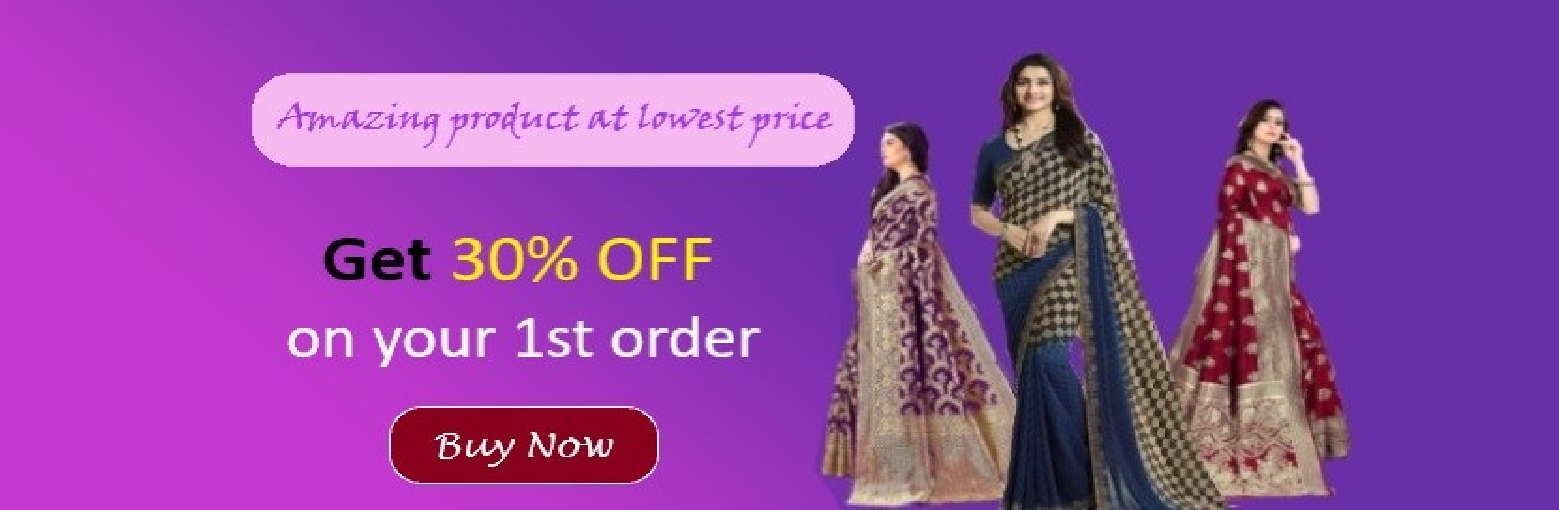 Amazing product at lowest price
Get 30% OFF
on your 1st order
Buy Now